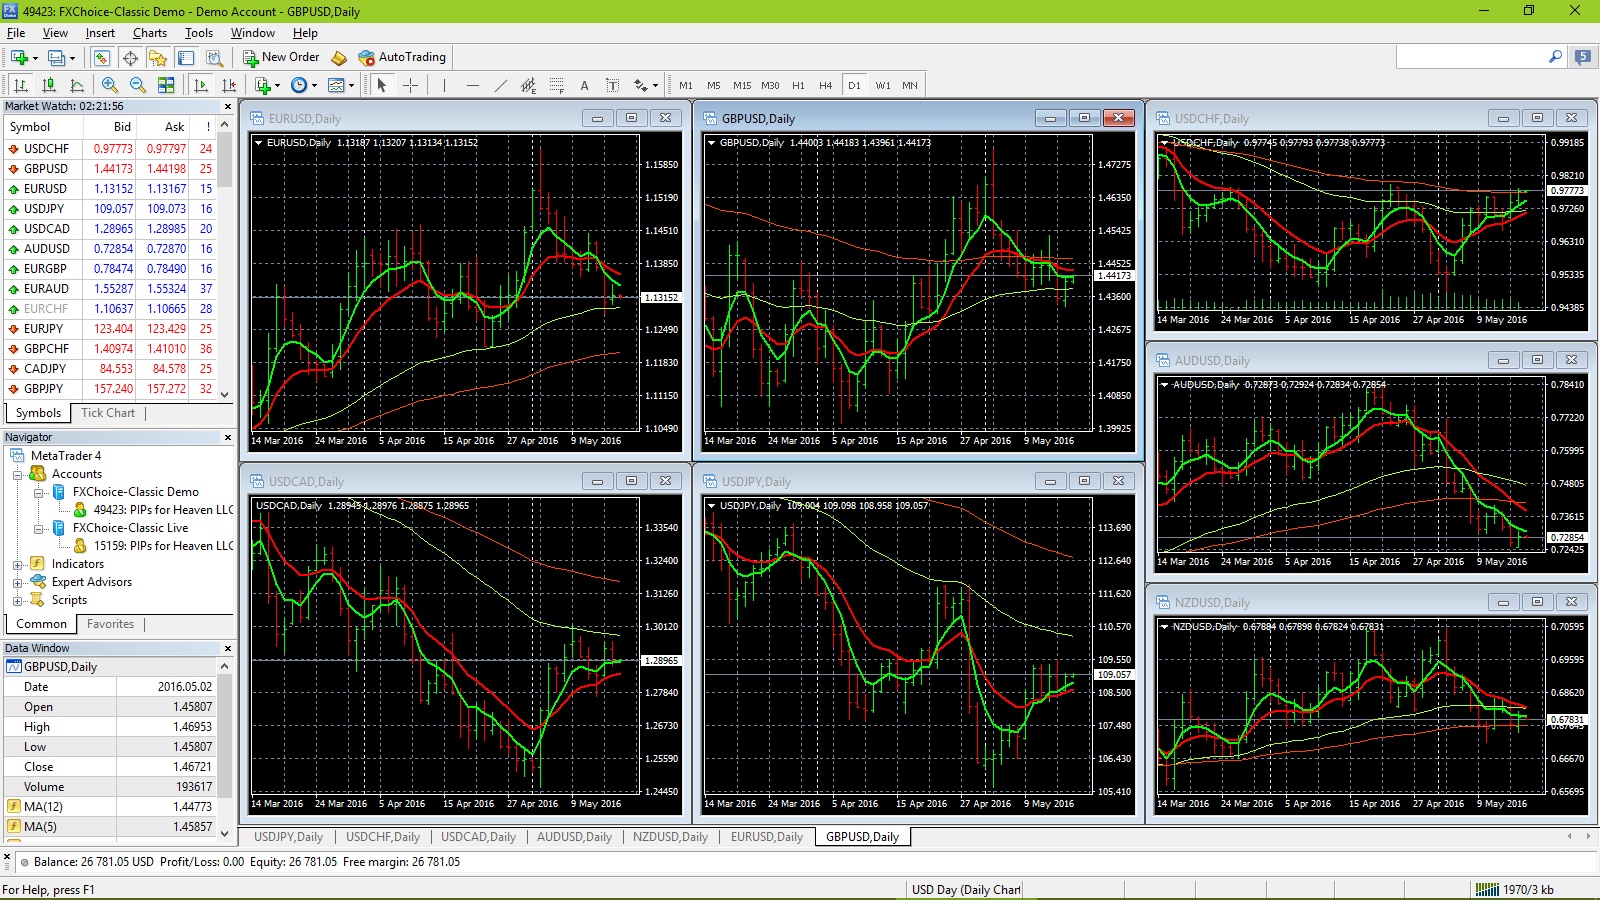 49423: FXChoice-Classic Demo - Demo Account - GBPUSD,Daily
File View Insert Charts Tools Window Help
New Order AutoTrading
5
M1 M5 M15 M30 H1 H4 D1 W1 MN
Market Watch: 02:21:56
Symbol Bid Ask !
USDCHF 0.97773 0.97797 24
GBPUSD 1.44173 1.44198 25
EURUSD 1.13152 1.13167 15
USDJPY 109.057 109.073 16
USDCAD 1.28965 1.28985 20
AUDUSD 0.72854 0.72870 16
EURGBP 0.78474 0.78490 16
EURAUD 1.55287 1.55324 37
EURCHF 1.10637 1.10665 28
EURJPY 123.404 123.429 25
GBPCHF 1.40974 1.41010 36
CADJPY 84.553 84.578 25
GBPJPY 157.240 157.272 32
Symbols Tick Chart
Navigator
MetaTrader 4
Accounts
FXChoice-Classic Demo
49423: PIPs for Heaven LLC
FXChoice-Classic Live
15159: PIPs for Heaven LLC
Indicators
Expert Advisors
Scripts
Common Favorites
Data Window
GBPUSD,Daily
Date 2016.05.02
Open 1.45807
High 1.46953
Low 1.45807
Close 1.46721
Volume 193617
MA(12) 1.44773
MA(5) 1.45857
EURUSD,Daily
EURUSD,Daily 1.13187 1.13207 1.13134 1.13152
1.15850
1.15190
1.14510
1.13850
1.13152
1.12490
1.11830
1.11150
1.10490
14 Mar 2016 24 Mar 2016 5 Apr 2016 15 Apr 2016 27 Apr 2016 9 May 2016
GBPUSD,Daily
GBPUSD,Daily 1.44003 1.44183 1.43961 1.44173
1.47275
1.46350
1.45425
1.44525
1.44173
1.43600
1.42675
1.41750
1.40850
1.39925
14 Mar 2016 24 Mar 2016 5 Apr 2016 15 Apr 2016 27 Apr 2016 9 May 2016
USDCHF,Daily
USDCHF,Daily 0.97745 0.97793 0.97738 0.97773
0.99185
0.98210
0.97773
0.97260
0.96310
0.95335
0.94385
14 Mar 2016 24 Mar 2016 5 Apr 2016 15 Apr 2016 27 Apr 2016 9 May 2016
AUDUSD,Daily
AUDUSD,Daily 0.72873 0.72924 0.72834 0.72854
0.78410
0.77220
0.75995
0.74805
0.73615
0.72854
0.72425
14 Mar 2016 24 Mar 2016 5 Apr 2016 15 Apr 2016 27 Apr 2016 9 May 2016
USDCAD,Daily
USDCAD,Daily 1.28945 1.28976 1.28875 1.28965
1.33540
1.32400
1.31260
1.30120
1.28965
1.27840
1.26730
1.25590
1.24450
14 Mar 2016 24 Mar 2016 5 Apr 2016 15 Apr 2016 27 Apr 2016 9 May 2016
USDJPY,Daily
USDJPY,Daily 109.004 109.098 108.958 109.057
113.690
112.640
111.620
110.570
109.550
109.057
108.500
107.480
106.430
105.410
14 Mar 2016 24 Mar 2016 5 Apr 2016 15 Apr 2016 27 Apr 2016 9 May 2016
NZDUSD,Daily
NZDUSD,Daily 0.67884 0.67898 0.67824 0.67831
0.70595
0.69595
0.68620
0.67831
0.66670
0.65695
14 Mar 2016 24 Mar 2016 5 Apr 2016 15 Apr 2016 27 Apr 2016 9 May 2016
USDJPY,Daily USDCHF,Daily USDCAD,Daily AUDUSD,Daily NZDUSD,Daily EURUSD,Daily GBPUSD,Daily
Balance: 26 781.05 USD Profit/Loss: 0.00 Equity: 26 781.05 Free margin: 26 781.05
For Help, press F1
USD Day (Daily Chart
1970/3 kb